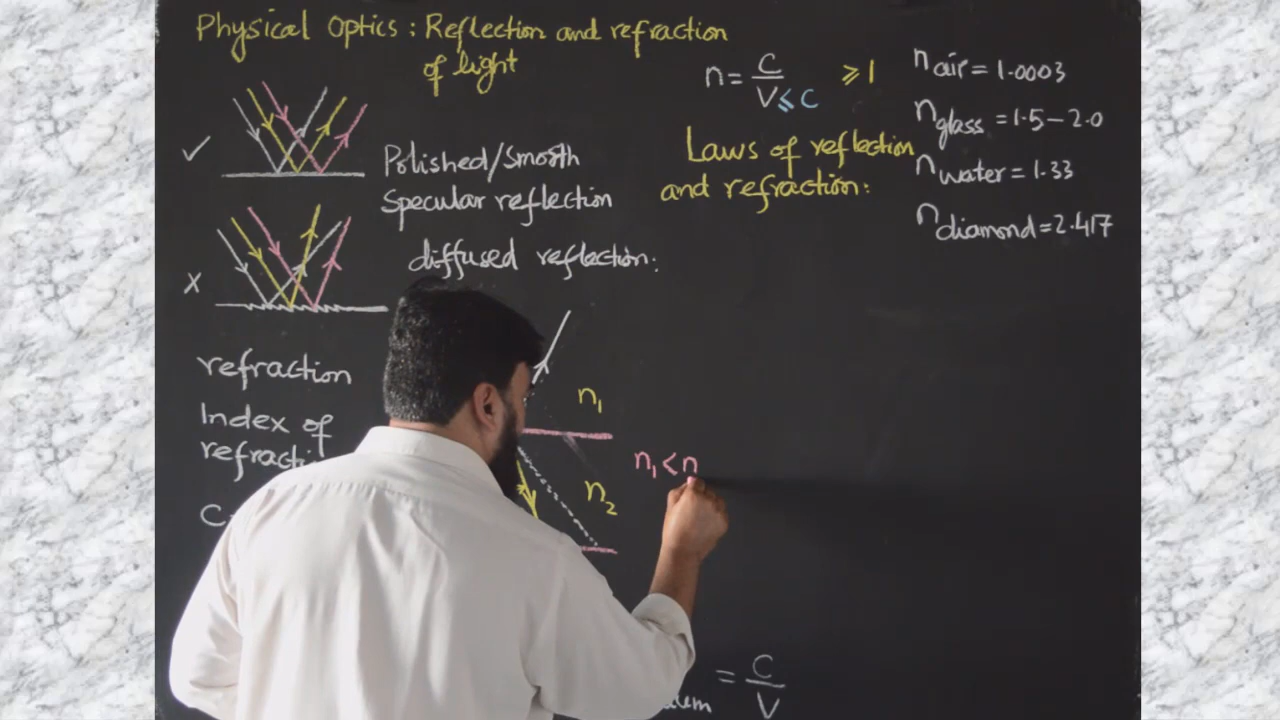 Physical Optics: Reflection and refraction
of light
✓
Polished/Smooth
Specular reflection
x
diffused reflection:
refraction
Index of
n₁
n₂
n₁<n
n = C/V ≤ C ≥ 1
Laws of reflection
and refraction:
n air = 1.0003
n glass = 1.5-2.0
n water = 1.33
n diamond = 2.417
= C/V